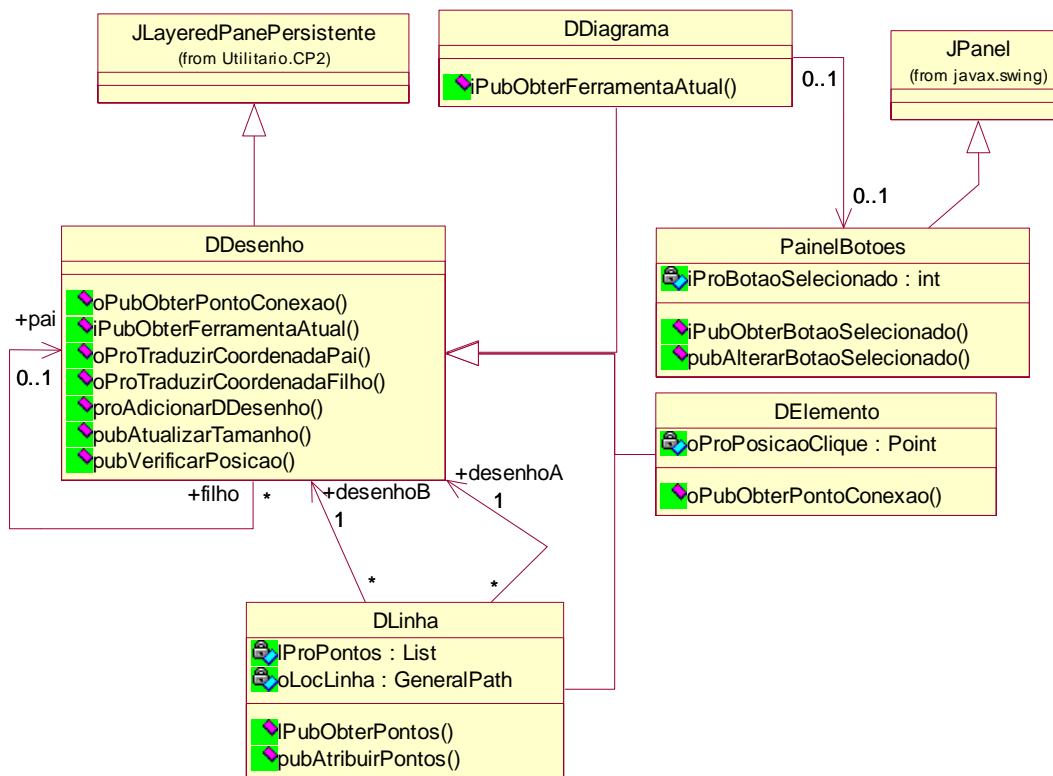 JLayeredPanePersistente
(from Utilitario.CP2)
DDiagrama
iPubObterFerramentaAtual()
JPanel
(from javax.swing)
0..1
0..1
DDesenho
oPubObterPontoConexao()
iPubObterFerramentaAtual()
oProTraduzirCoordenadaPai()
oProTraduzirCoordenadaFilho()
proAdicionarDDesenho()
pubAtualizarTamanho()
pubVerificarPosicao()
PainelBotoes
iProBotaoSelecionado : int
iPubObterBotaoSelecionado()
pubAlterarBotaoSelecionado()
+pai
0..1
DElemento
oProPosicaoClique : Point
oPubObterPontoConexao()
+filho
*
+desenhoB
1
+desenhoA
1
*
*
DLinha
lProPontos : List
oLocLinha : GeneralPath
lPubObterPontos()
pubAtribuirPontos()